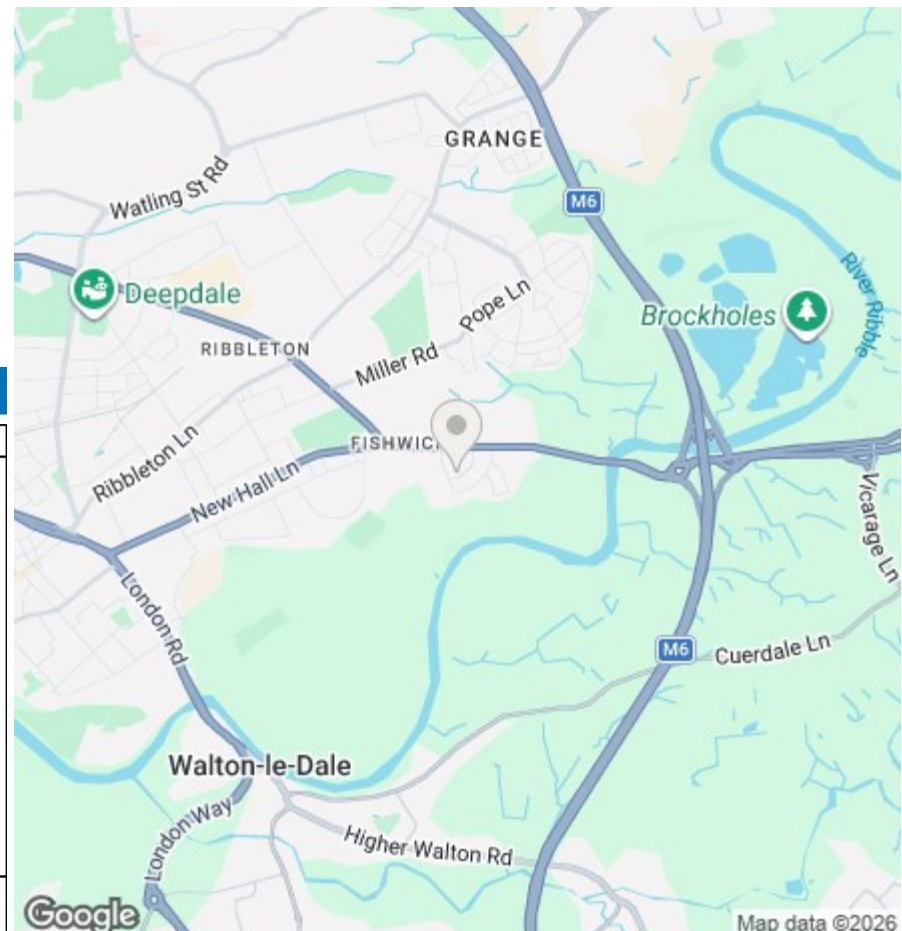 GRANGE
M6
Watling St Rd
River Ribble
Deepdale
Pope Ln
Brockholes
RIBBLETON
Miller Rd
FISHWIC
Ribbleton Ln
New Hall Ln
Vicarage Ln
London Rd
M6
Cuerdale Ln
Walton-le-Dale
London Way
Higher Walton Rd
Google
Map data ©2026